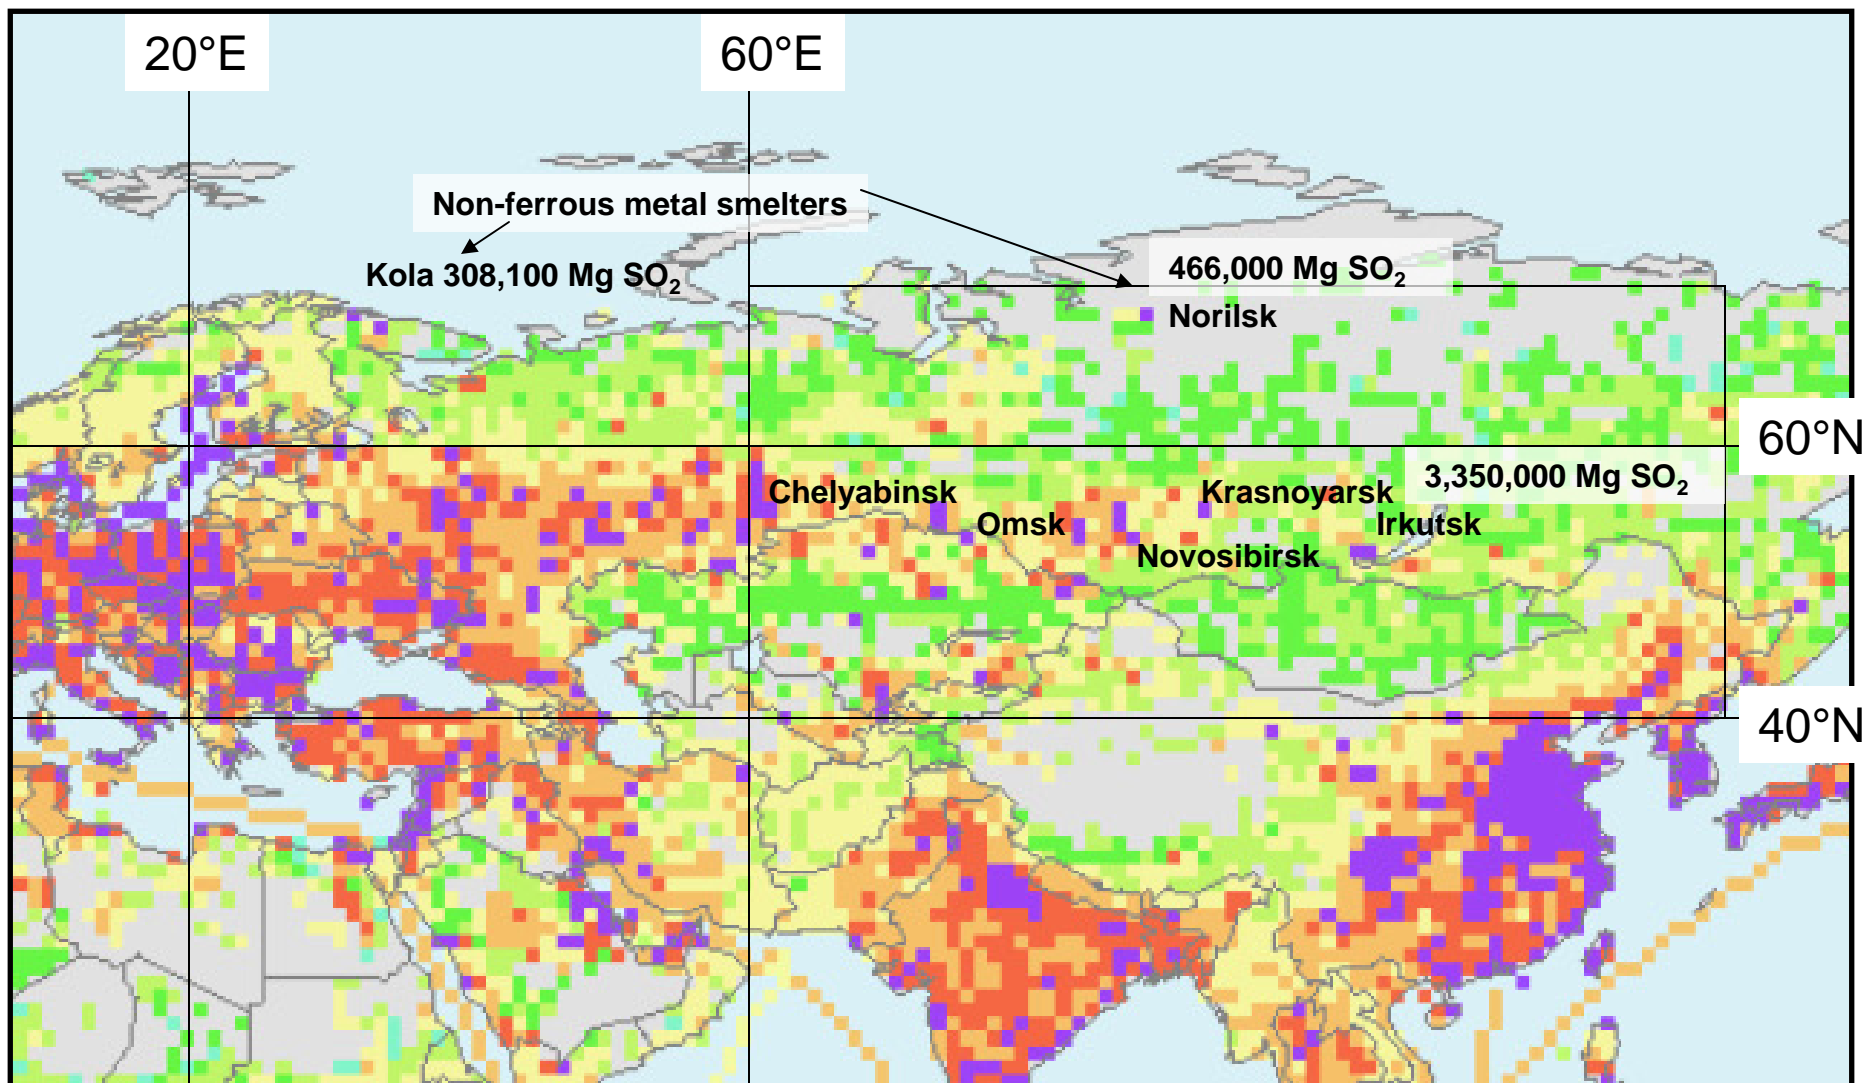 20°E
60°E
Non-ferrous metal smelters
Kola 308,100 Mg SO₂
466,000 Mg SO₂
Norilsk
60°N
3,350,000 Mg SO₂
Chelyabinsk
Krasnoyarsk
Omsk
Irkutsk
Novosibirsk
40°N